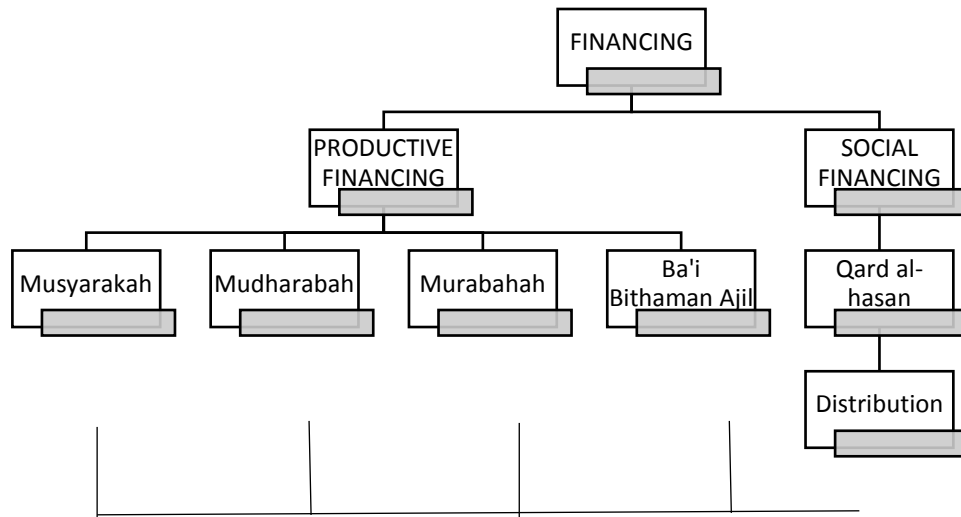 FINANCING
PRODUCTIVE
FINANCING
SOCIAL
FINANCING
Musyarakah
Mudharabah
Murabahah
Ba'i
Bithaman Ajil
Qard al-
hasan
Distribution